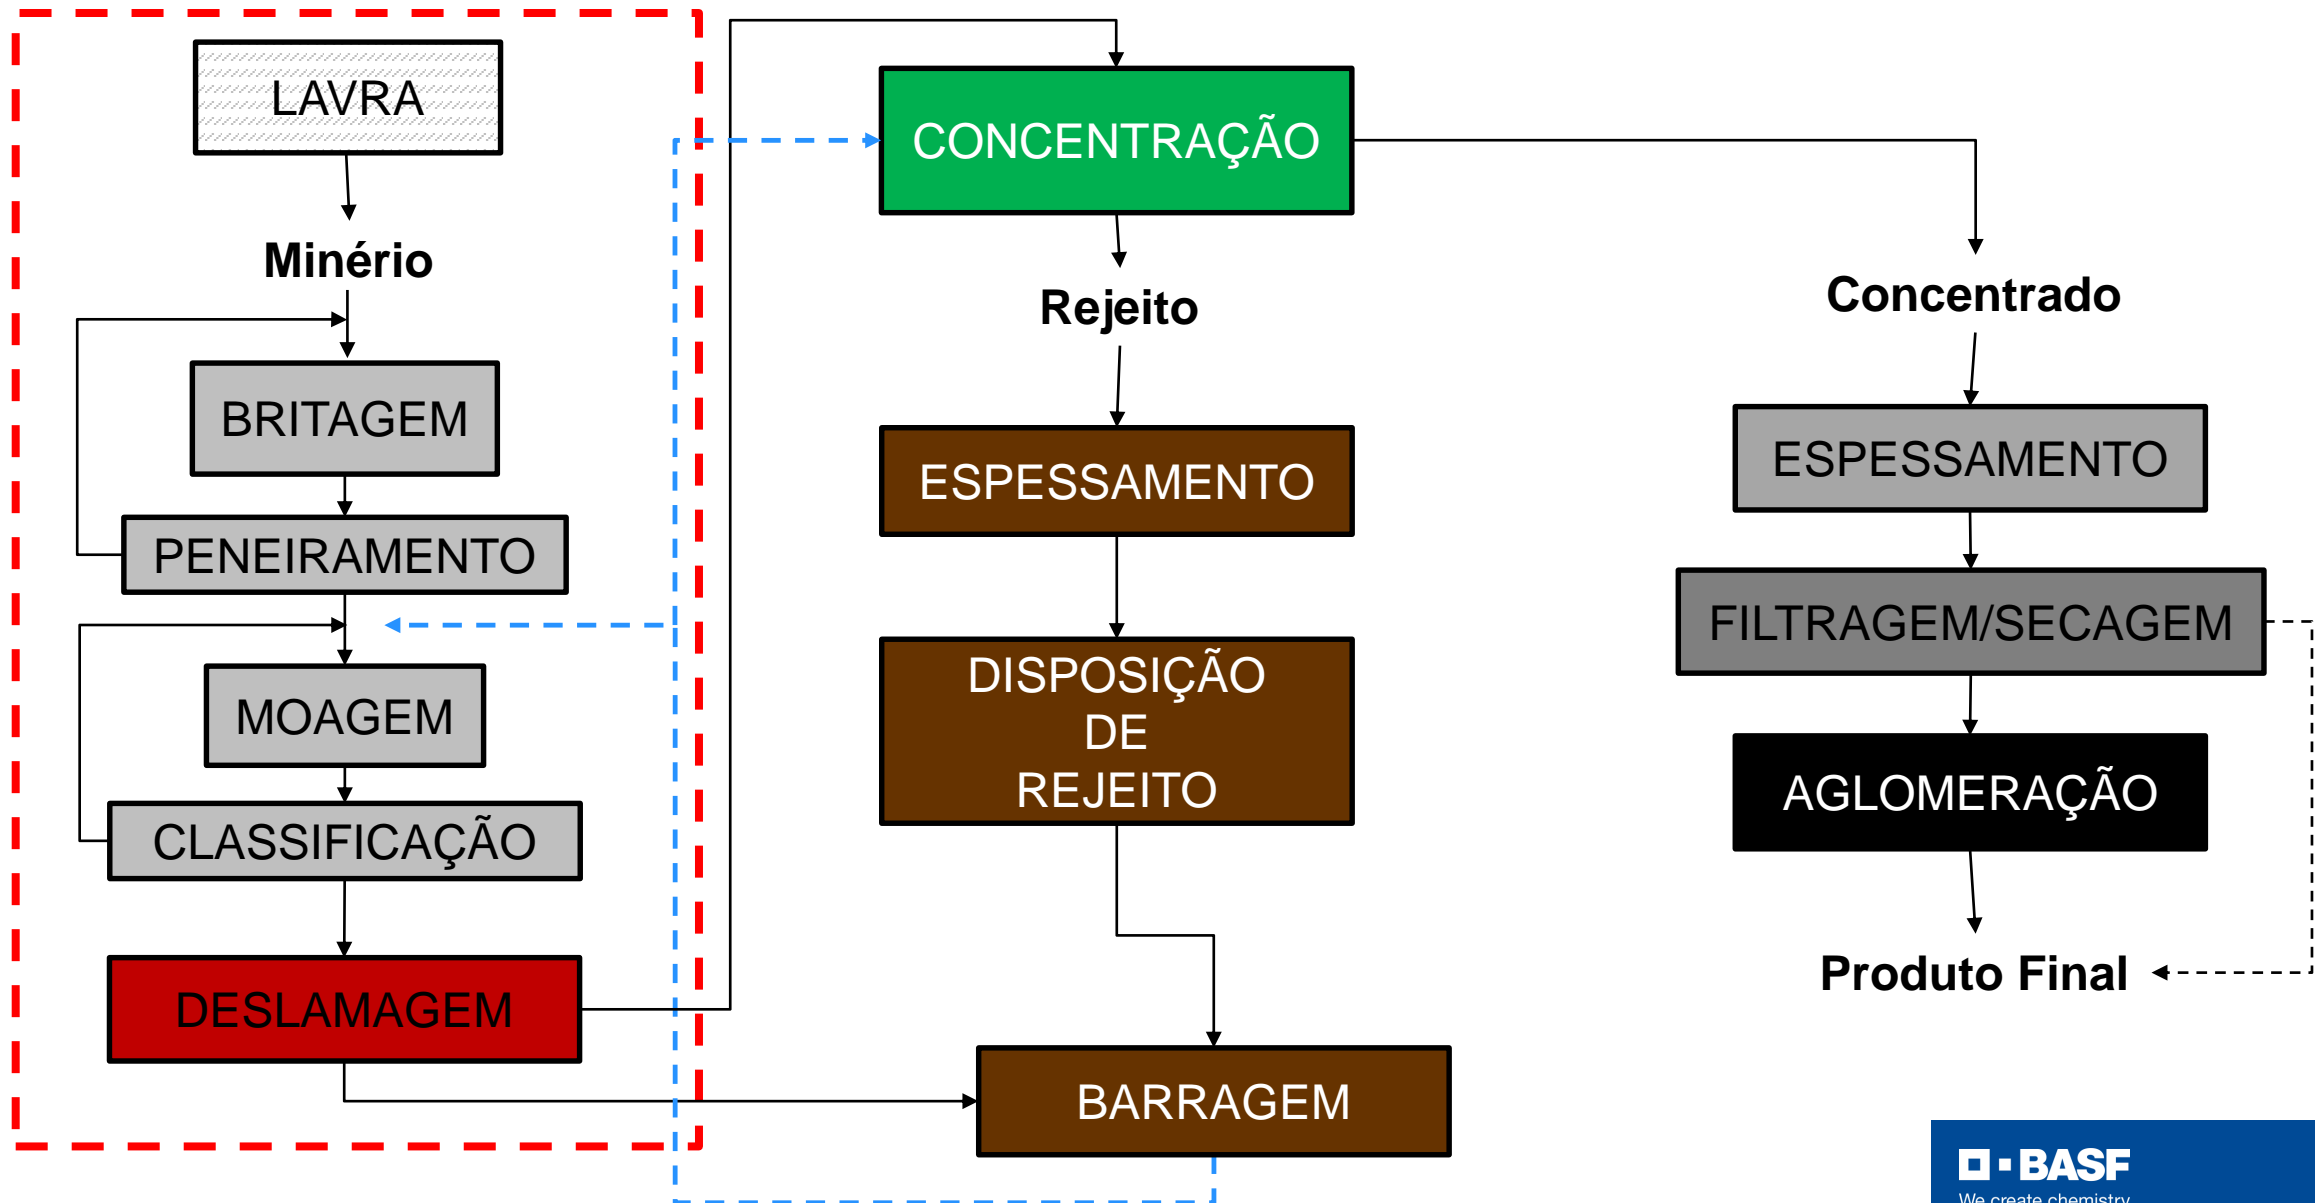 LAVRA
Minério
BRITAGEM
PENEIRAMENTO
MOAGEM
CLASSIFICAÇÃO
DESLAMAGEM
CONCENTRAÇÃO
Rejeito
ESPESSAMENTO
DISPOSIÇÃO
DE
REJEITO
BARRAGEM
Concentrado
ESPESSAMENTO
FILTRAGEM/SECAGEM
AGLOMERAÇÃO
Produto Final
BASF
We create chemistry